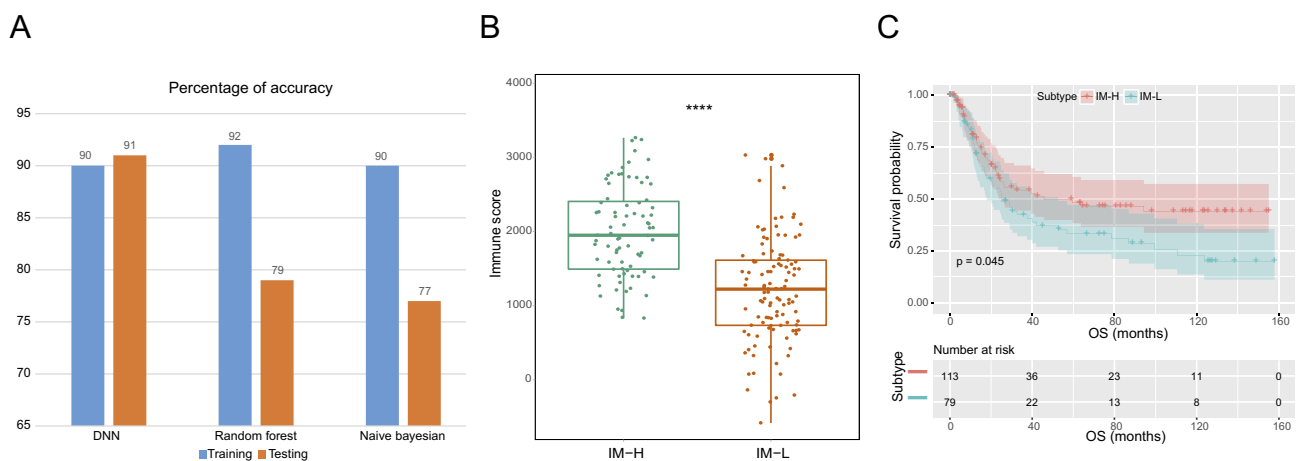 A
Percentage of accuracy
95
90
85
80
75
70
65
90
91
92
79
90
77
DNN
Random forest
Naive bayesian
Training
Testing
B
Immune score
4000
3000
2000
1000
0
****
IM−H
IM−L
C
Survival probability
1.00
0.75
0.50
0.25
0.00
Subtype IM-H IM-L
p = 0.045
0 40 80 120 160
OS (months)
Number at risk
Subtype
113 36 23 11 0
79 22 13 8 0
0 40 80 120 160
OS (months)